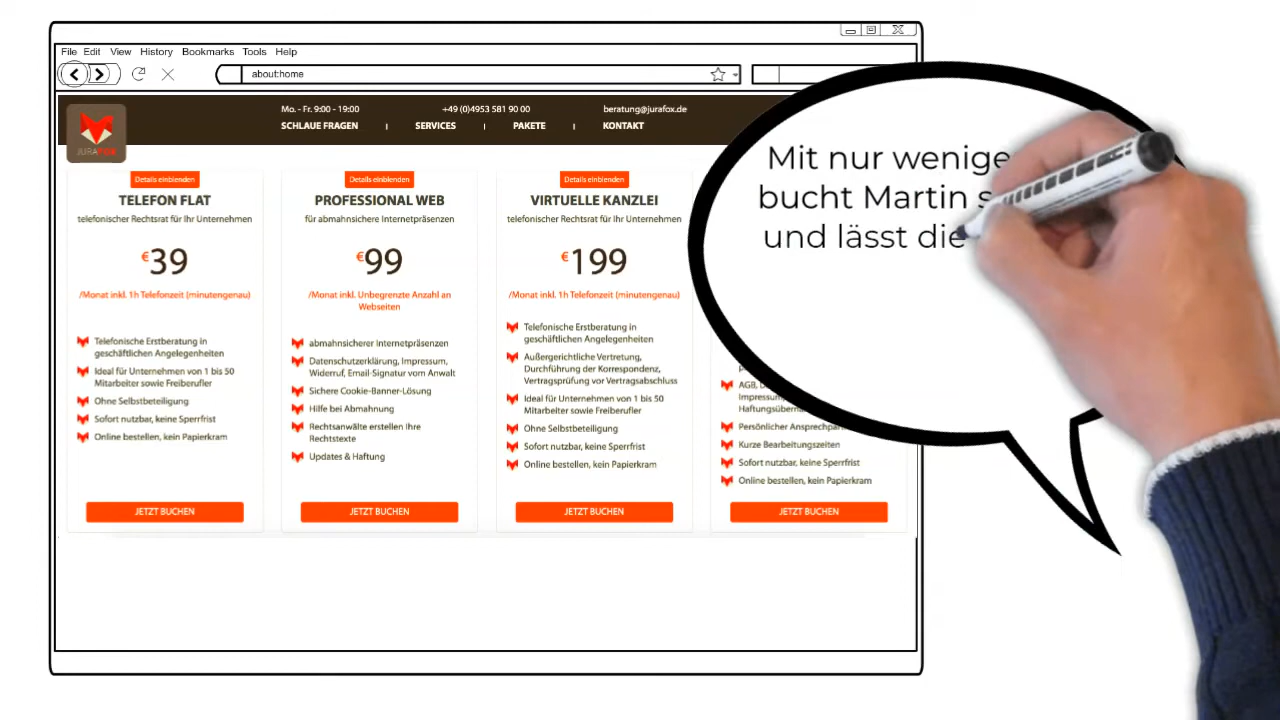 File Edit View History Bookmarks Tools Help
about:home
Mo. - Fr. 9:00 - 19:00 +49 (0)4953 581 90 00 beratung@jurafox.de
SCHLAUE FRAGEN | SERVICES | PAKETE | KONTAKT
JURAFOX
Details einblenden
TELEFON FLAT
telefonischer Rechtsrat für Ihr Unternehmen
€39
/Monat inkl. 1h Telefonzeit (minutengenau)
Telefonische Erstberatung in
geschäftlichen Angelegenheiten
Ideal für Unternehmen von 1 bis 50
Mitarbeiter sowie Freiberufler
Ohne Selbstbeteiligung
Sofort nutzbar, keine Sperrfrist
Online bestellen, kein Papierkram
JETZT BUCHEN
Details einblenden
PROFESSIONAL WEB
für abmahnsichere Internetpräsenzen
€99
/Monat inkl. Unbegrenzte Anzahl an
Webseiten
abmahnsicherer Internetpräsenzen
Datenschutzerklärung, Impressum,
Widerruf, Email-Signatur vom Anwalt
Sichere Cookie-Banner-Lösung
Hilfe bei Abmahnung
Rechtsanwälte erstellen Ihre
Rechtstexte
Updates & Haftung
JETZT BUCHEN
Details einblenden
VIRTUELLE KANZLEI
telefonischer Rechtsrat für Ihr Unternehmen
€199
/Monat inkl. 1h Telefonzeit (minutengenau)
Telefonische Erstberatung in
geschäftlichen Angelegenheiten
Außergerichtliche Vertretung,
Durchführung der Korrespondenz,
Vertragsprüfung vor Vertragsabschluss
Ideal für Unternehmen von 1 bis 50
Mitarbeiter sowie Freiberufler
Ohne Selbstbeteiligung
Sofort nutzbar, keine Sperrfrist
Online bestellen, kein Papierkram
JETZT BUCHEN
AGB,
Impressum,
Persönlicher
Kurze Bearbeitungszeiten
Sofort nutzbar, keine Sperrfrist
Online bestellen, kein Papierkram
JETZT BUCHEN
Mit nur wenige
bucht Martin s
und lässt die